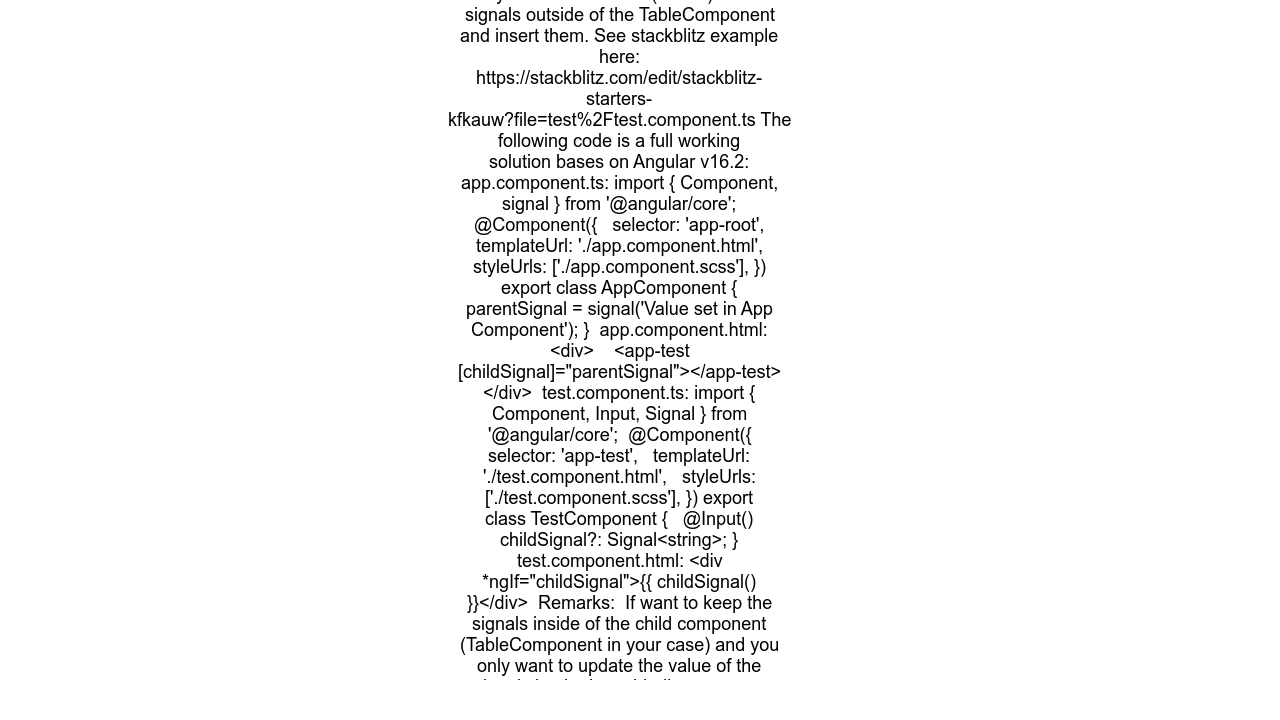 signals outside of the TableComponent
and insert them. See stackblitz example
here:
https://stackblitz.com/edit/stackblitz-
starters-
kfkauw?file=test%2Ftest.component.ts The
following code is a full working
solution bases on Angular v16.2:
app.component.ts: import { Component,
signal } from '@angular/core';
@Component({   selector: 'app-root',
templateUrl: './app.component.html',
styleUrls: ['./app.component.scss'], })
export class AppComponent {
parentSignal = signal('Value set in App
Component'); }  app.component.html:
<div>    <app-test
[childSignal]="parentSignal"></app-test>
</div>  test.component.ts: import {
Component, Input, Signal } from
'@angular/core';  @Component({
selector: 'app-test',   templateUrl:
'./test.component.html',   styleUrls:
['./test.component.scss'], }) export
class TestComponent {   @Input()
childSignal?: Signal<string>; }
test.component.html: <div
*ngIf="childSignal">{{ childSignal()
}}</div>  Remarks:  If want to keep the
signals inside of the child component
(TableComponent in your case) and you
only want to update the value of the